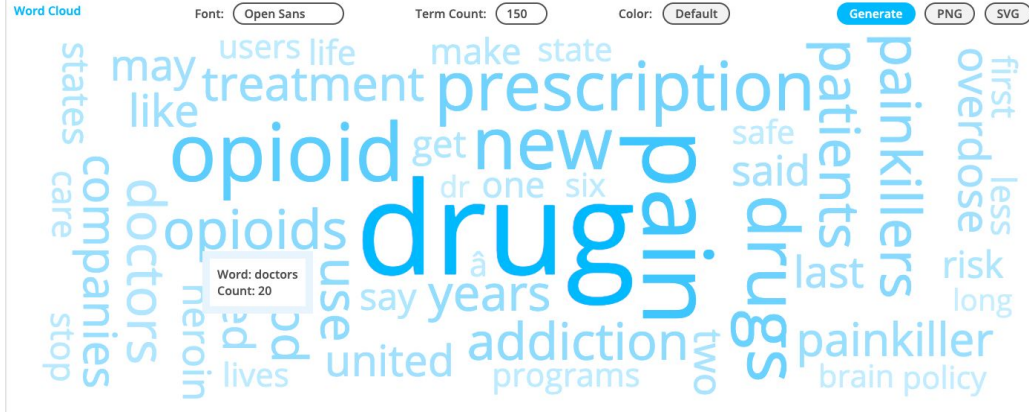 Word Cloud Font: Open Sans Term Count: 150 Color: Default Generate PNG SVG
states
may
users
life
make
state
treatment
prescription
like
patients
painkillers
overdose
first
opioid
get
new
pain
safe
said
care
companies
doctors
dr
one
six
drug
drugs
less
opioids
â
last
risk
long
Word: doctors
Count: 20
use
say
years
stop
heroin
lives
united
addiction
programs
two
painkiller
brain
policy